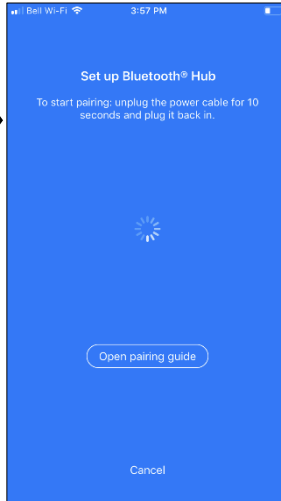 Bell Wi-Fi 3:57 PM
Set up Bluetooth® Hub
To start pairing: unplug the power cable for 10
seconds and plug it back in.
Open pairing guide
Cancel